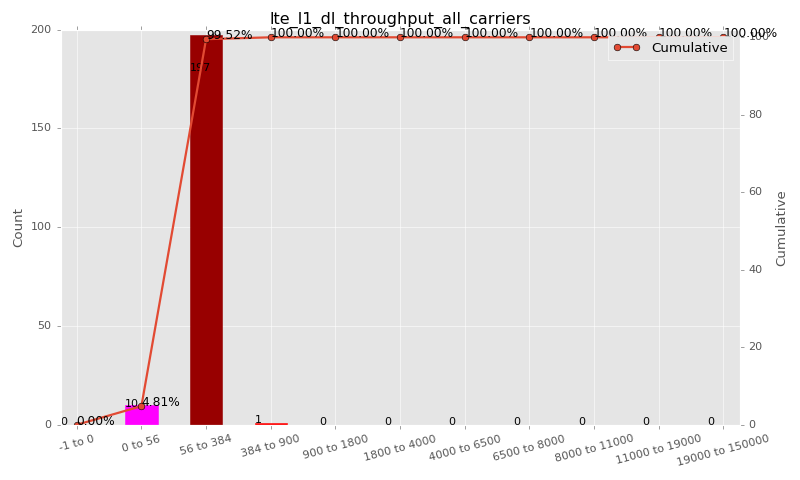 lte_l1_dl_throughput_all_carriers
Cumulative
Count
Cumulative
200
150
100
50
0
100
80
60
40
20
0
0.00%
4.81%
99.52%
100.00%
100.00%
100.00%
100.00%
100.00%
100.00%
100.00%
100.00%
0
10
197
1
0
0
0
0
0
0
0
-1 to 0
0 to 56
56 to 384
384 to 900
900 to 1800
1800 to 4000
4000 to 6500
6500 to 8000
8000 to 11000
11000 to 19000
19000 to 150000